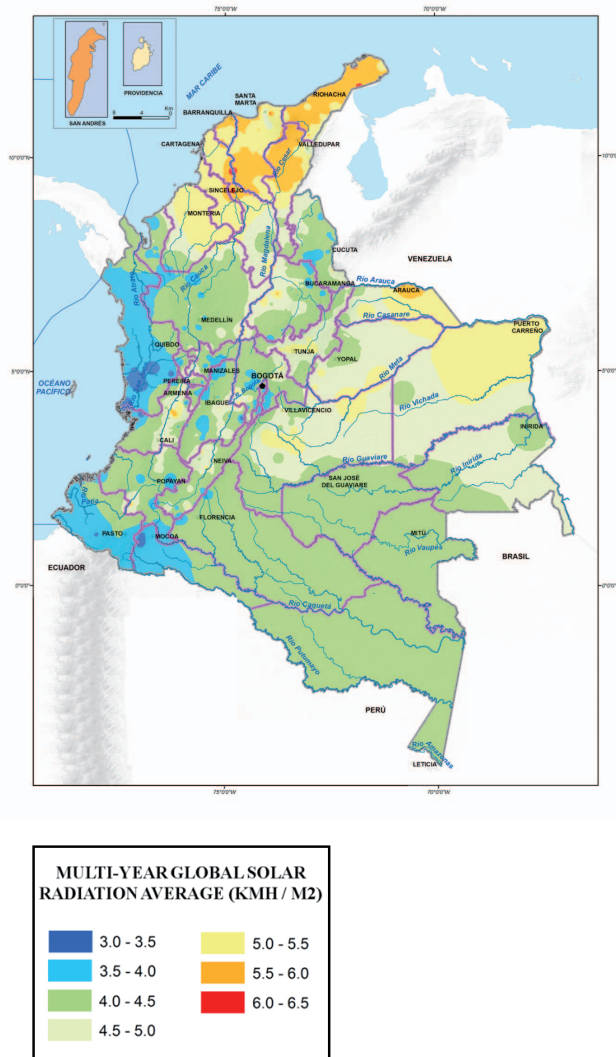 75°0'0"W
70°0'0"W
SAN ANDRÉS
PROVIDENCIA
Km
8 4 0
MAR CARIBE
RIOHACHA
SANTA
MARTA
BARRANQUILLA
CARTAGENA
VALLEDUPAR
Río Cesar
10°0'0"N
10°0'0"N
SINCELEJO
MONTERIA
CUCUTA
Río Magdalena
VENEZUELA
Río Cauca
BUCARAMANGA
Río Arauca
ARAUCA
Río Atrato
MEDELLÍN
Río Casanare
PUERTO
CARREÑO
QUIBDO
TUNJA
YOPAL
Río Meta
MANIZALES
BOGOTÁ
5°0'0"N
5°0'0"N
OCÉANO
PACÍFICO
PEREIRA
ARMENIA
IBAGUE
VILLAVICENCIO
Río Vichada
CALI
INIRIDA
NEIVA
Río Guaviare
Río Inirida
SAN JOSÉ
DEL GUAVIARE
POPAYÁN
Río
Patía
FLORENCIA
PASTO
MOCOA
MITÚ
Río Vaupés
BRASIL
ECUADOR
0°0'0"
0°0'0"
Río Caquetá
Río Putumayo
PERÚ
Río Amazonas
LETICIA
75°0'0"W
70°0'0"W
MULTI-YEAR GLOBAL SOLAR
RADIATION AVERAGE (KMH / M2)
3.0 - 3.5
5.0 - 5.5
3.5 - 4.0
5.5 - 6.0
4.0 - 4.5
6.0 - 6.5
4.5 - 5.0